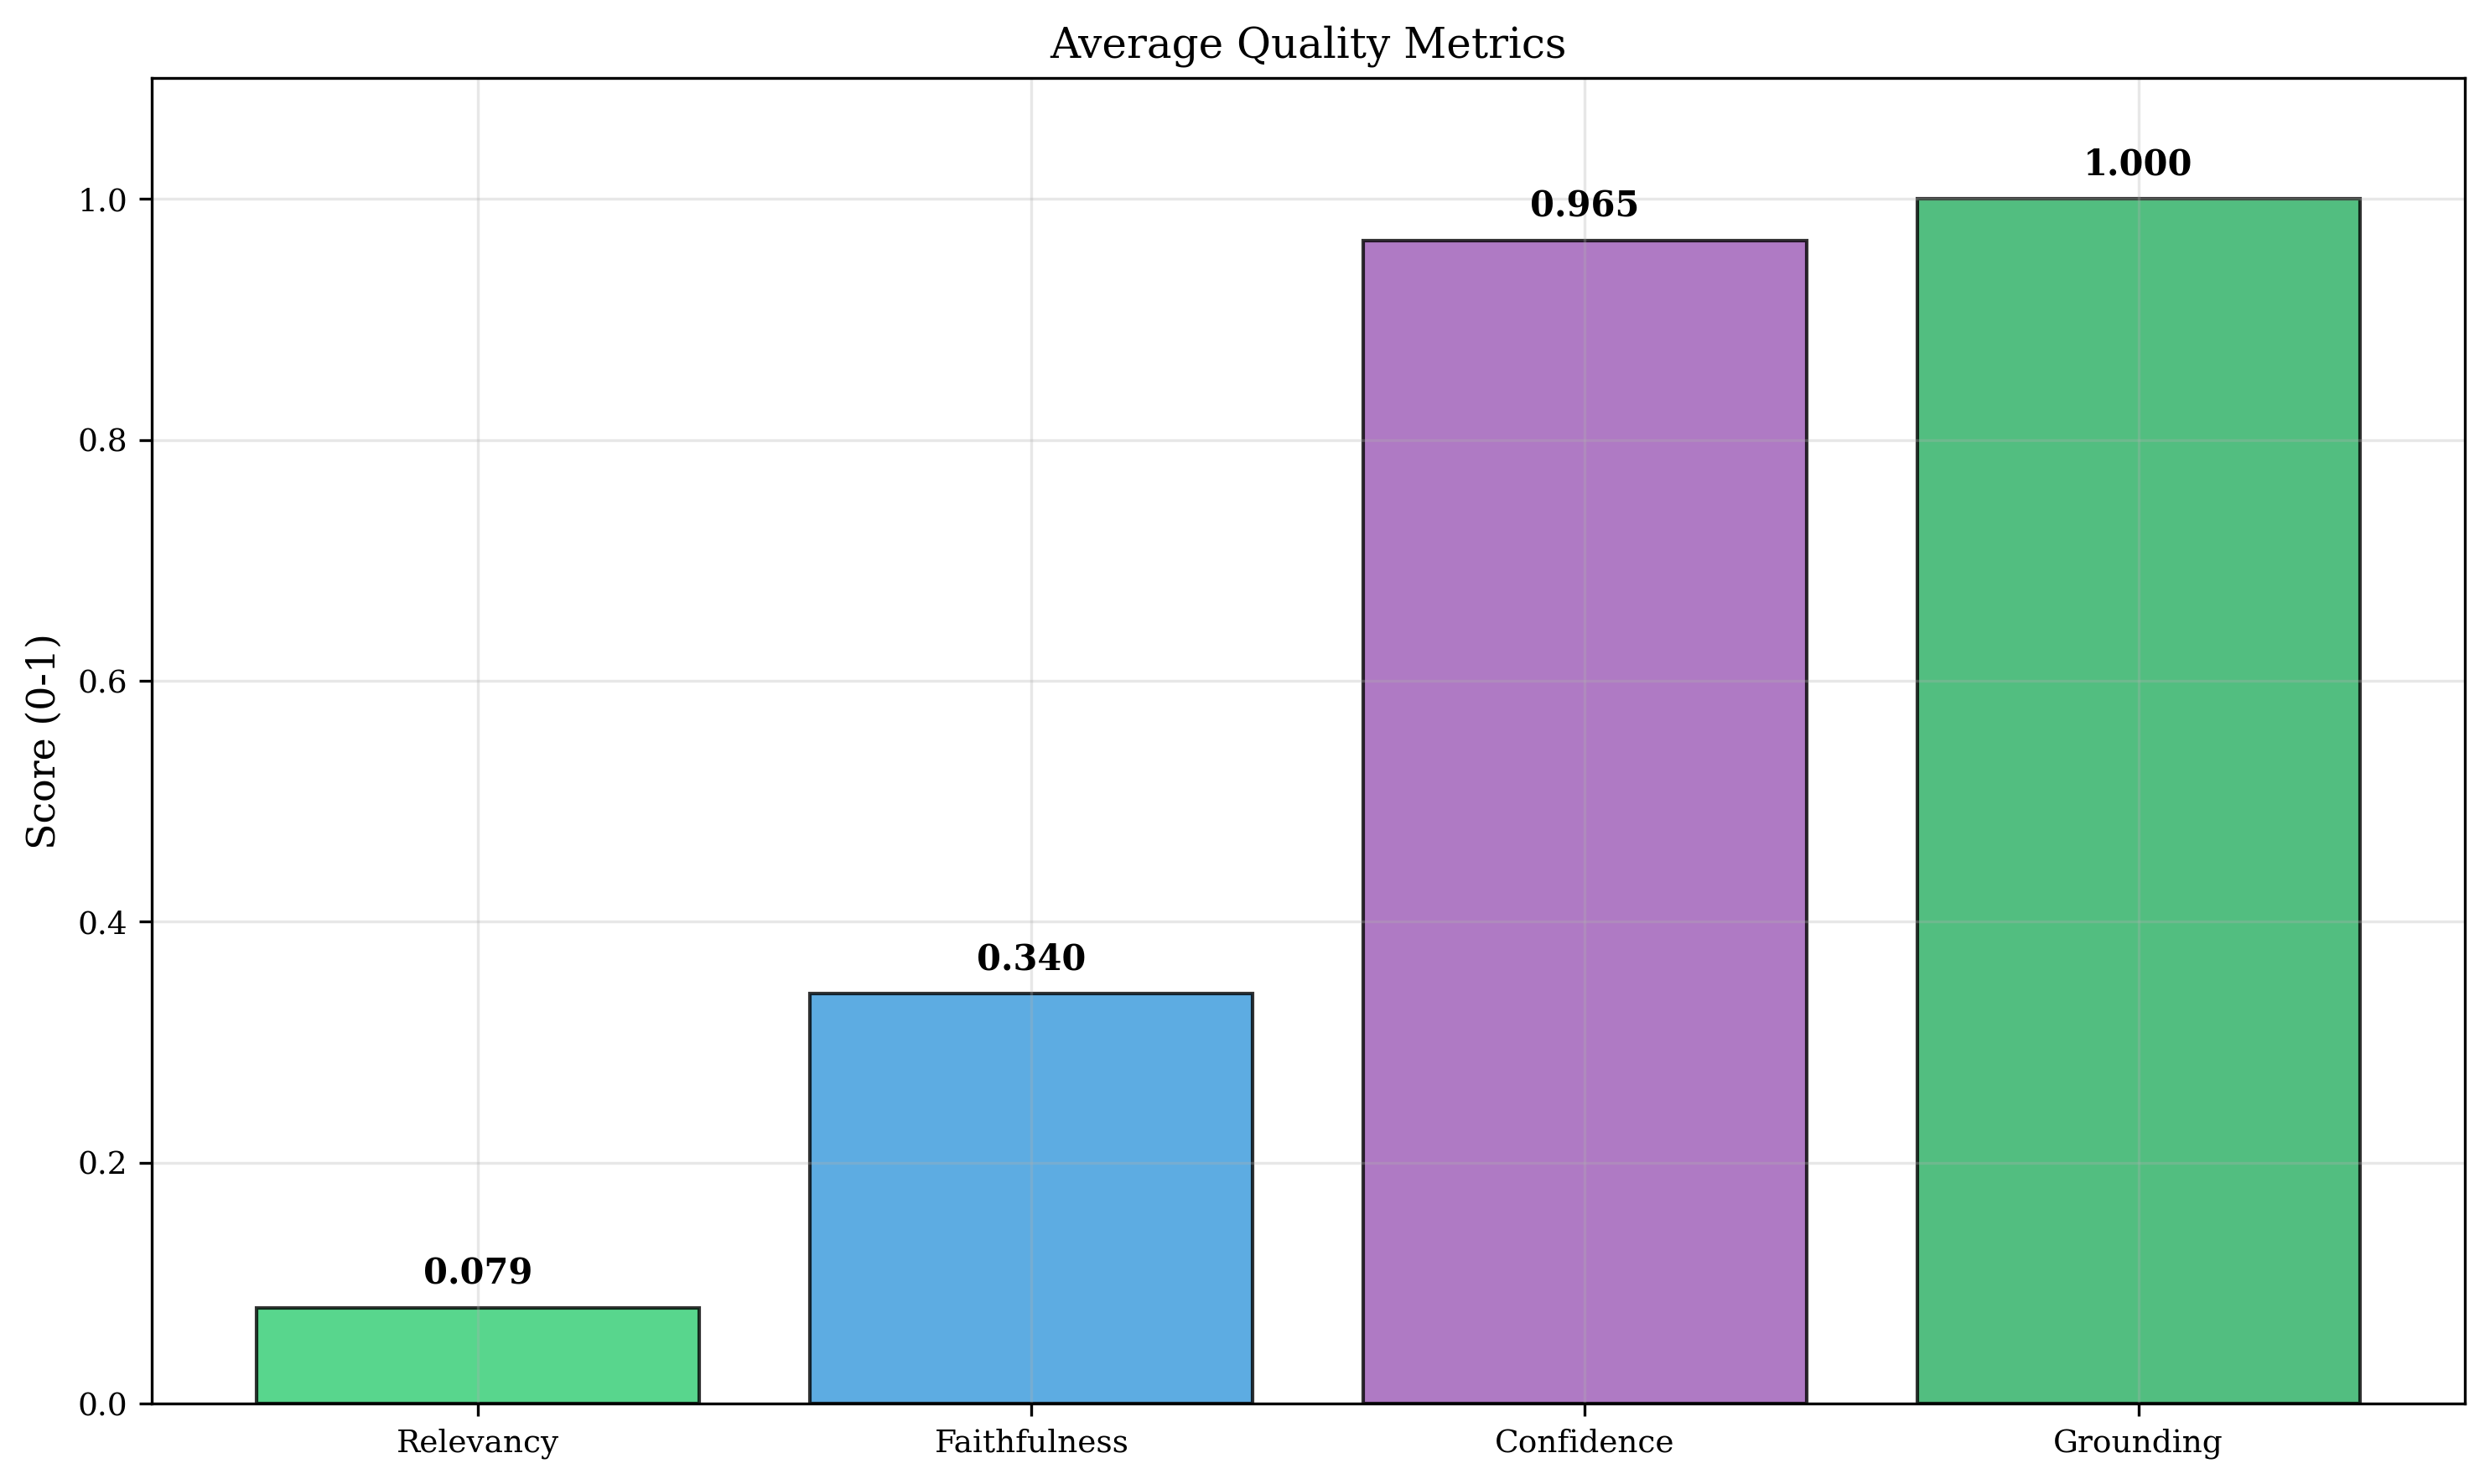 Average Quality Metrics
Score (0-1)
1.0
0.8
0.6
0.4
0.2
0.0
0.079
0.340
0.965
1.000
Relevancy
Faithfulness
Confidence
Grounding